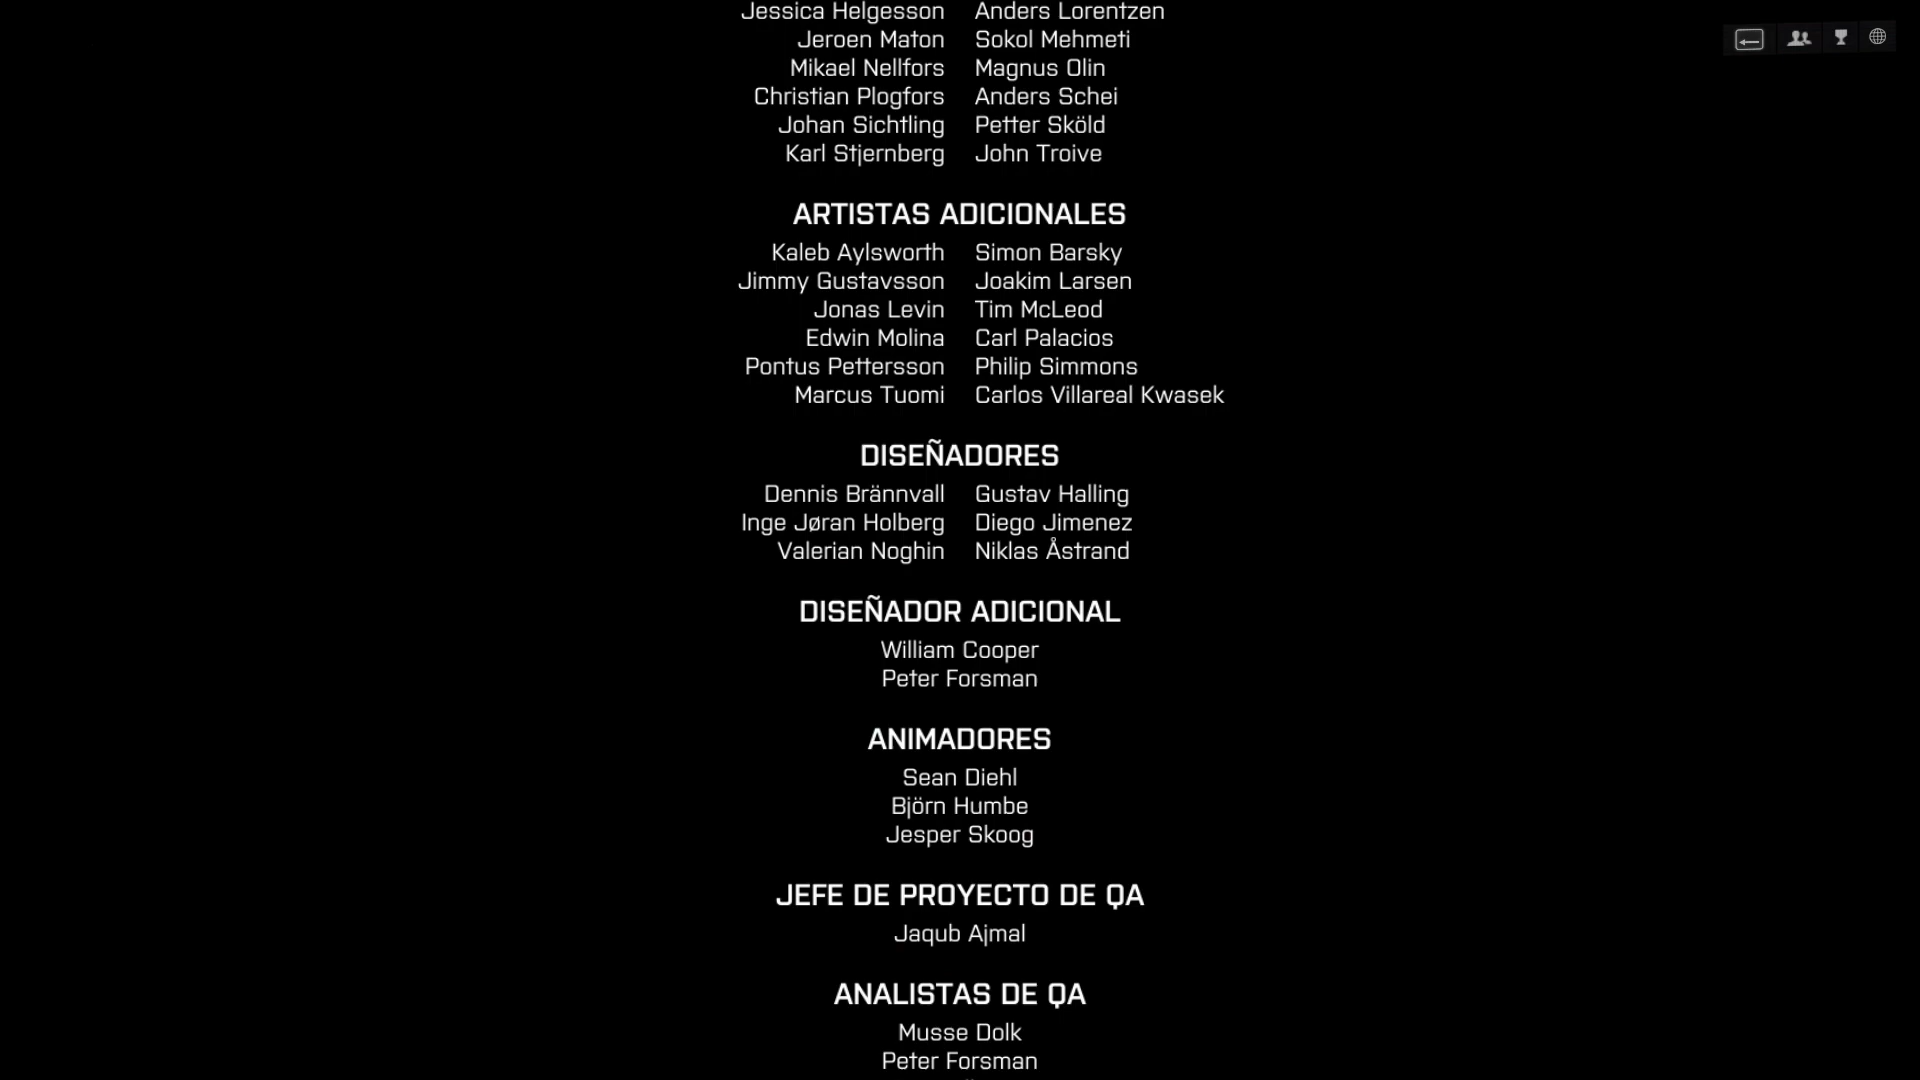 Jessica Helgesson Anders Lorentzen
Jeroen Maton Sokol Mehmeti
Mikael Nellfors Magnus Olin
Christian Plogfors Anders Schei
Johan Sichtling Petter Sköld
Karl Stjernberg John Troive
ARTISTAS ADICIONALES
Kaleb Aylsworth Simon Barsky
Jimmy Gustavsson Joakim Larsen
Jonas Levin Tim McLeod
Edwin Molina Carl Palacios
Pontus Pettersson Philip Simmons
Marcus Tuomi Carlos Villareal Kwasek
DISEÑADORES
Dennis Brännvall Gustav Halling
Inge Jøran Holberg Diego Jimenez
Valerian Noghin Niklas Åstrand
DISEÑADOR ADICIONAL
William Cooper
Peter Forsman
ANIMADORES
Sean Diehl
Björn Humbe
Jesper Skoog
JEFE DE PROYECTO DE QA
Jaqub Ajmal
ANALISTAS DE QA
Musse Dolk
Peter Forsman